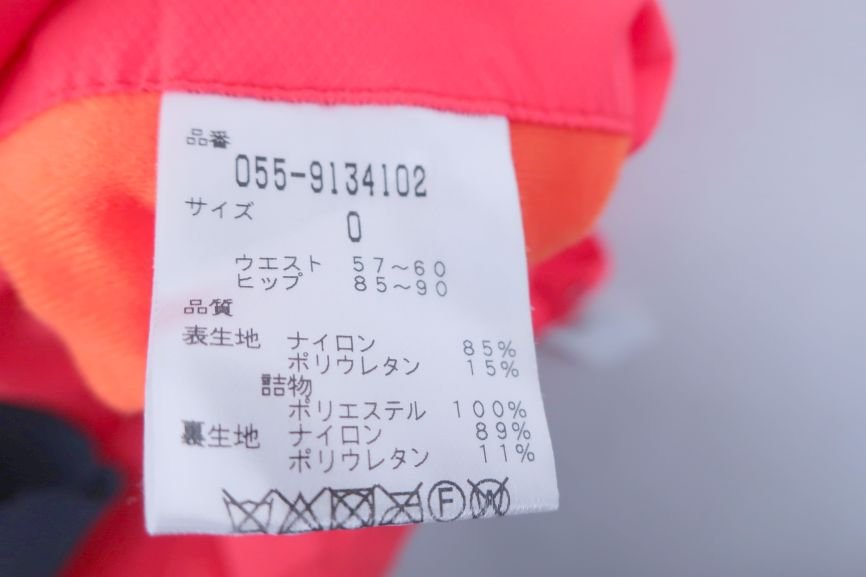 品番
055-9134102
サイズ
0
ウエスト 57～60
ヒップ 85～90
品質
表生地 ナイロン 85%
ポリウレタン 15%
詰物
ポリエステル 100%
裏生地 ナイロン 89%
ポリウレタン 11%
F W